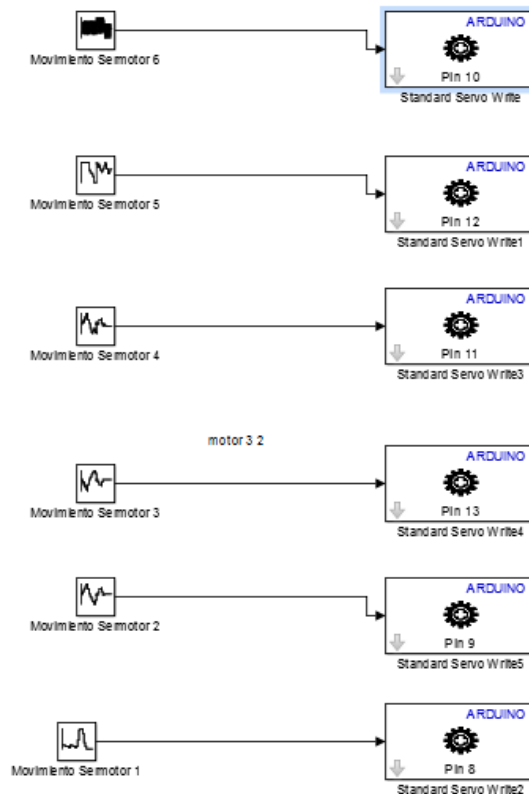 ARDUINO
Pin 10
Movimiento Sermotor 6
Standard Servo Write
ARDUINO
Pin 12
Movimiento Sermotor 5
Standard Servo Write1
ARDUINO
Pin 11
Movimiento Sermotor 4
Standard Servo Write3
motor 3 2
ARDUINO
Pin 13
Movimiento Sermotor 3
Standard Servo Write4
ARDUINO
Pin 9
Movimiento Sermotor 2
Standard Servo Write5
ARDUINO
Pin 8
Movimiento Sermotor 1
Standard Servo Write2